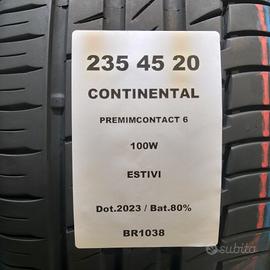 235 45 20
CONTINENTAL
PREMIMCONTACT 6
100W
ESTIVI
Dot.2023 / Bat.80%
BR1038
subito